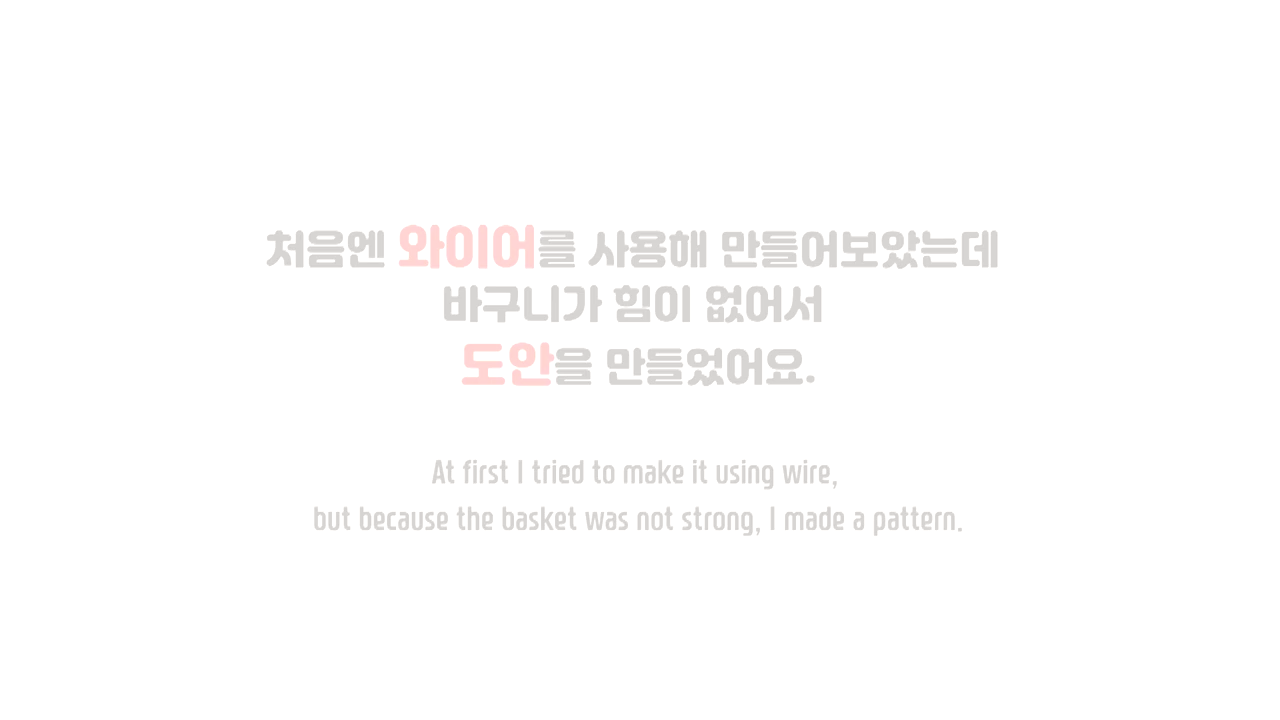 처음엔 와이어를 사용해 만들어보았는데
바구니가 힘이 없어서
도안을 만들었어요.
At first I tried to make it using wire,
but because the basket was not strong, I made a pattern.